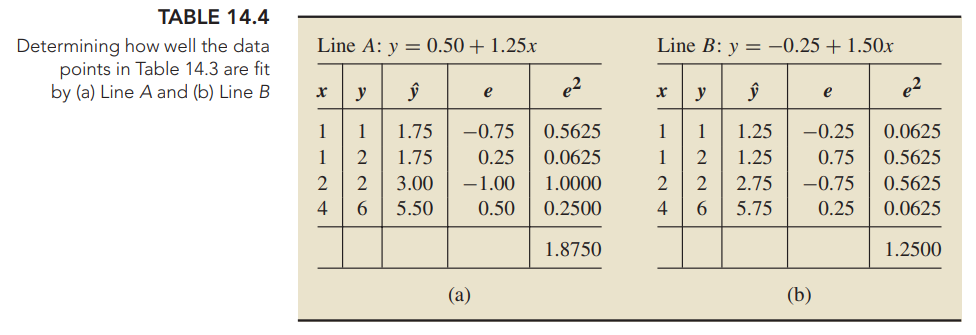 TABLE 14.4
Determining how well the data
points in Table 14.3 are fit
by (a) Line A and (b) Line B
Line A: y = 0.50 + 1.25x
x y ŷ e e²
1 1 1.75 −0.75 0.5625
1 2 1.75 0.25 0.0625
2 2 3.00 −1.00 1.0000
4 6 5.50 0.50 0.2500
1.8750
(a)
Line B: y = −0.25 + 1.50x
x y ŷ e e²
1 1 1.25 −0.25 0.0625
1 2 1.25 0.75 0.5625
2 2 2.75 −0.75 0.5625
4 6 5.75 0.25 0.0625
1.2500
(b)